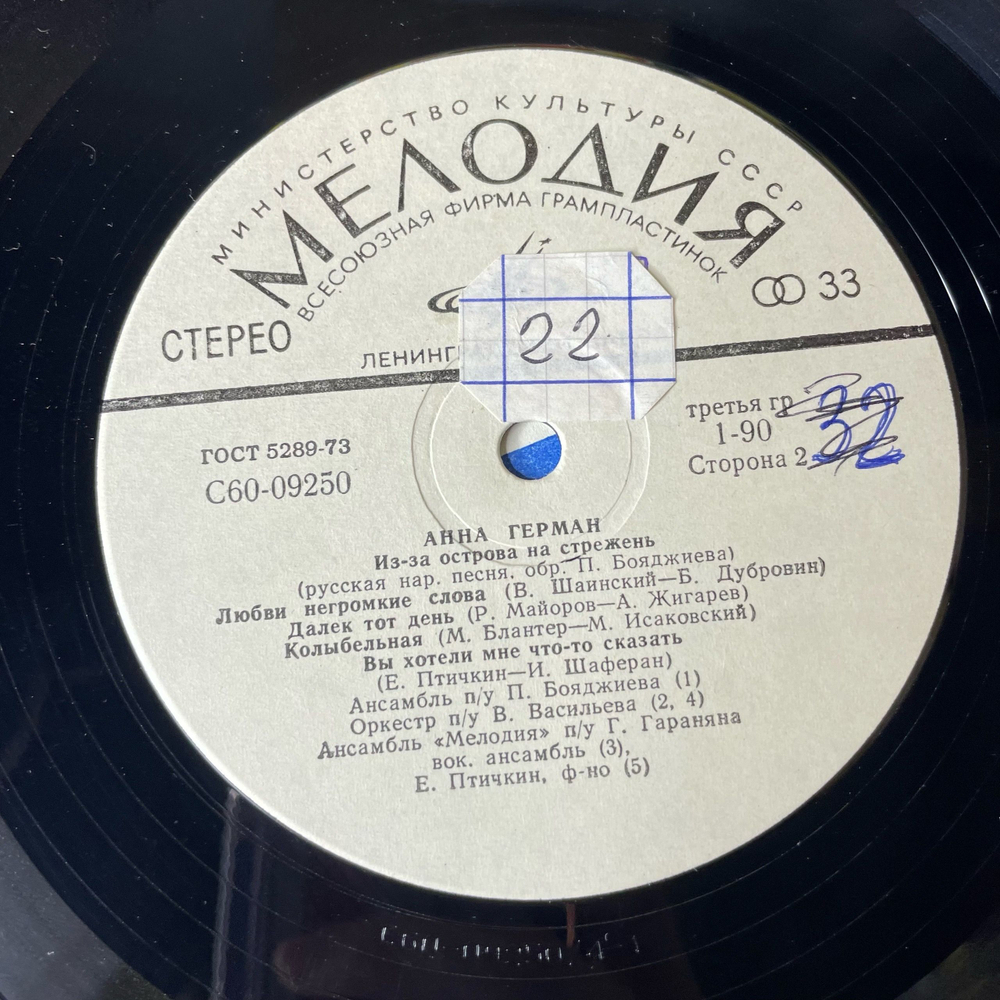 МИНИСТЕРСТВО КУЛЬТУРЫ СССР
МЕЛОДИЯ
ВСЕСОЮЗНАЯ ФИРМА ГРАМПЛАСТИНОК
СТЕРЕО
33
22
ГОСТ 5289-73
С60-09250
третья гр
32
1-90
Сторона 2
АННА ГЕРМАН
Из-за острова на стрежень
(русская нар. песня, обр. П. Бояджиева)
Любви негромкие слова (В. Шаинский—Б. Дубровин)
Далек тот день (Р. Майоров—А. Жигарев)
Колыбельная (М. Блантер—М. Исаковский)
Вы хотели мне что-то сказать
(Е. Птичкин—И. Шаферан)
Ансамбль п/у П. Бояджиева (1)
Оркестр п/у В. Васильева (2, 4)
Ансамбль «Мелодия» п/у Г. Гараняна
вок. ансамбль (3),
Е. Птичкин, ф-но (5)